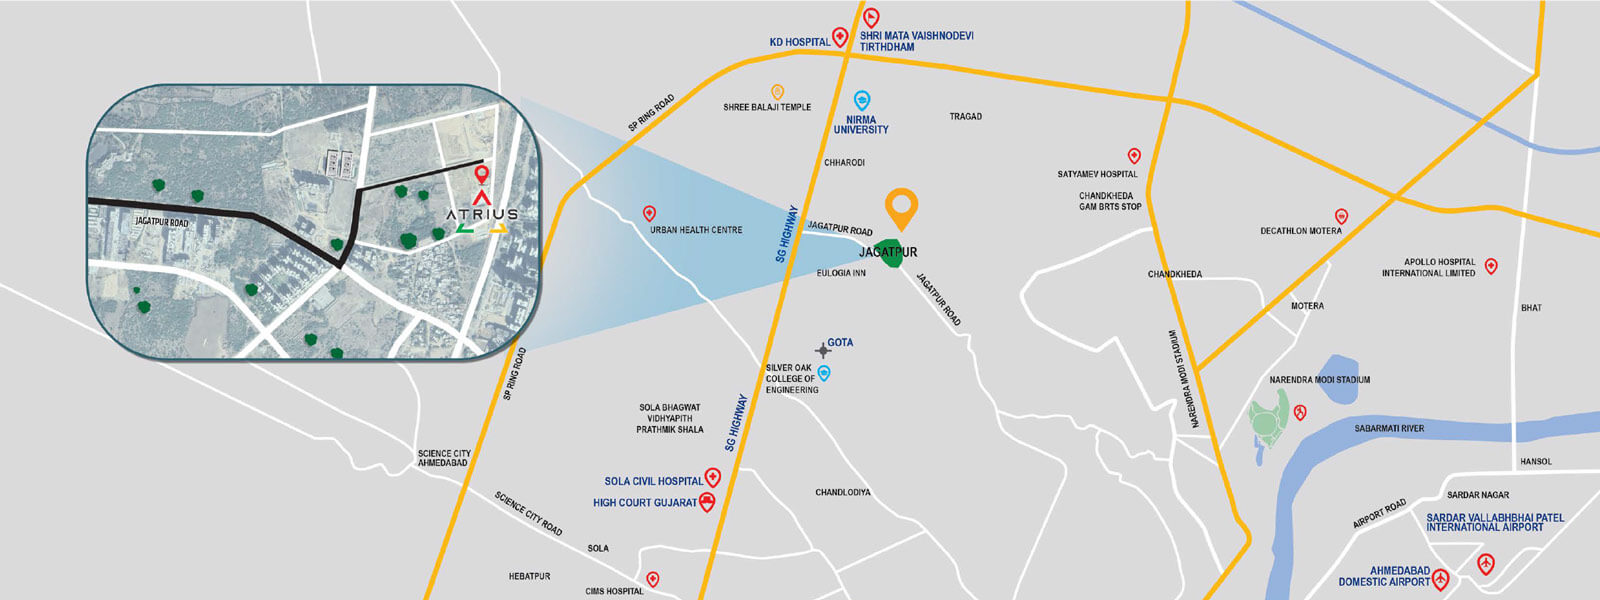 KD HOSPITAL
SHRI MATA VAISHNODEVI
TIRTHDHAM
SP RING ROAD
SHREE BALAJI TEMPLE
NIRMA
UNIVERSITY
TRAGAD
CHHARODI
SATYAMEV HOSPITAL
CHANDKHEDA
GAM BRTS STOP
JAGATPUR ROAD
ATRIUS
URBAN HEALTH CENTRE
SG HIGHWAY
JAGATPUR ROAD
JAGATPUR
EULOGIA INN
JAGATPUR ROAD
DECATHLON MOTERA
APOLLO HOSPITAL
INTERNATIONAL LIMITED
CHANDKHEDA
MOTERA
BHAT
GOTA
SILVER OAK
COLLEGE OF
ENGINEERING
SP RING ROAD
NARENDRA MODI STADIUM
NARENDRA MODI STADIUM
SOLA BHAGWAT
VIDHYAPITH
PRATHMIK SHALA
SG HIGHWAY
SABARMATI RIVER
SCIENCE CITY
AHMEDABAD
HANSOL
SOLA CIVIL HOSPITAL
HIGH COURT GUJARAT
CHANDLODIYA
SCIENCE CITY ROAD
SARDAR NAGAR
AIRPORT ROAD
SARDAR VALLABHBHAI PATEL
INTERNATIONAL AIRPORT
SOLA
HEBATPUR
CIMS HOSPITAL
AHMEDABAD
DOMESTIC AIRPORT